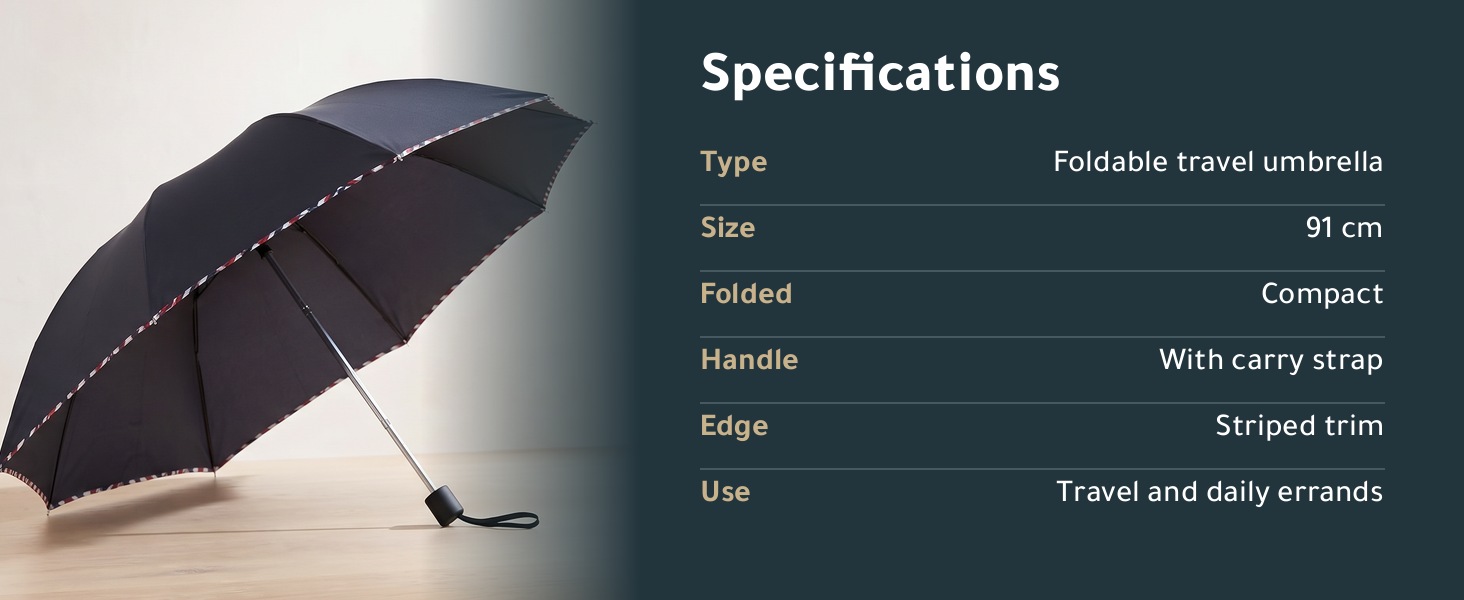 Specifications
Type Foldable travel umbrella
Size 91 cm
Folded Compact
Handle With carry strap
Edge Striped trim
Use Travel and daily errands